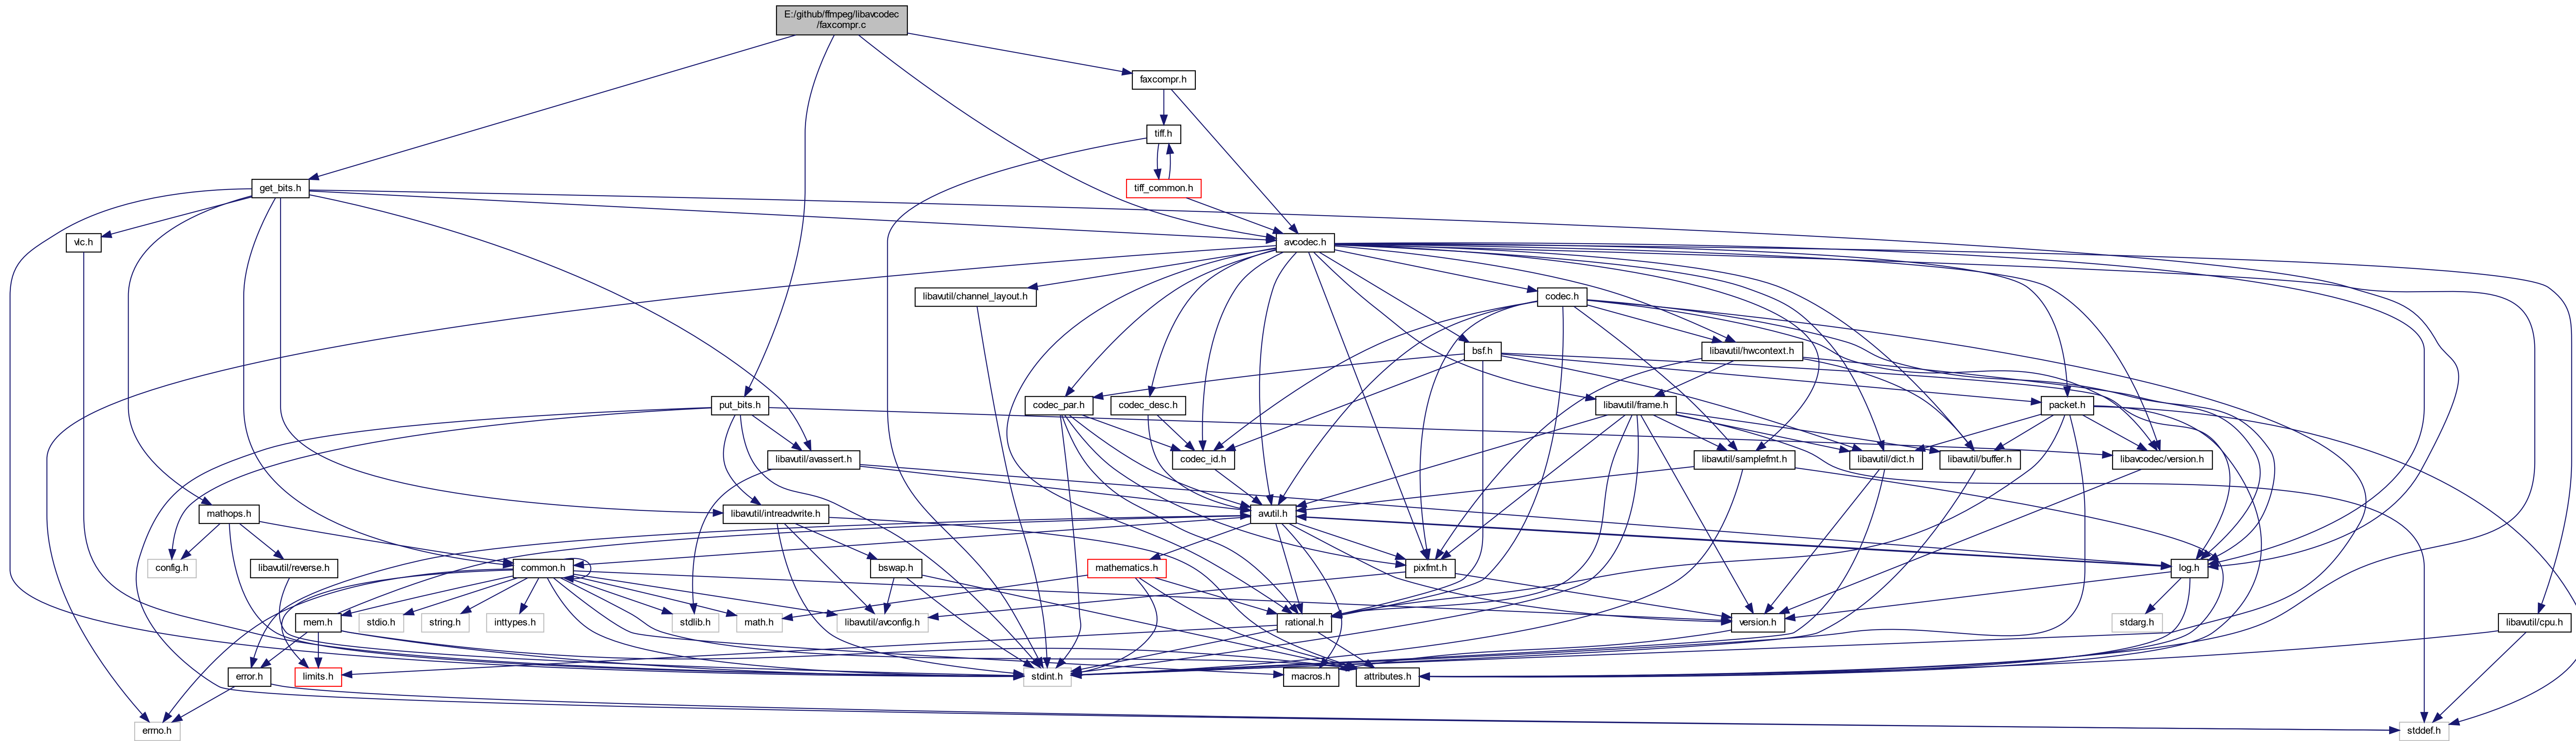 E:/github/ffmpeg/libavcodec
/faxcompr.c
faxcompr.h
tiff.h
get_bits.h
tiff_common.h
vlc.h
avcodec.h
libavutil/channel_layout.h
codec.h
bsf.h
libavutil/hwcontext.h
put_bits.h
codec_par.h
codec_desc.h
libavutil/frame.h
packet.h
libavutil/avassert.h
codec_id.h
libavutil/samplefmt.h
libavutil/dict.h
libavutil/buffer.h
libavcodec/version.h
mathops.h
libavutil/intreadwrite.h
avutil.h
config.h
libavutil/reverse.h
common.h
bswap.h
mathematics.h
pixfmt.h
log.h
mem.h
stdio.h
string.h
inttypes.h
stdlib.h
math.h
libavutil/avconfig.h
rational.h
version.h
stdarg.h
libavutil/cpu.h
error.h
limits.h
stdint.h
macros.h
attributes.h
errno.h
stddef.h